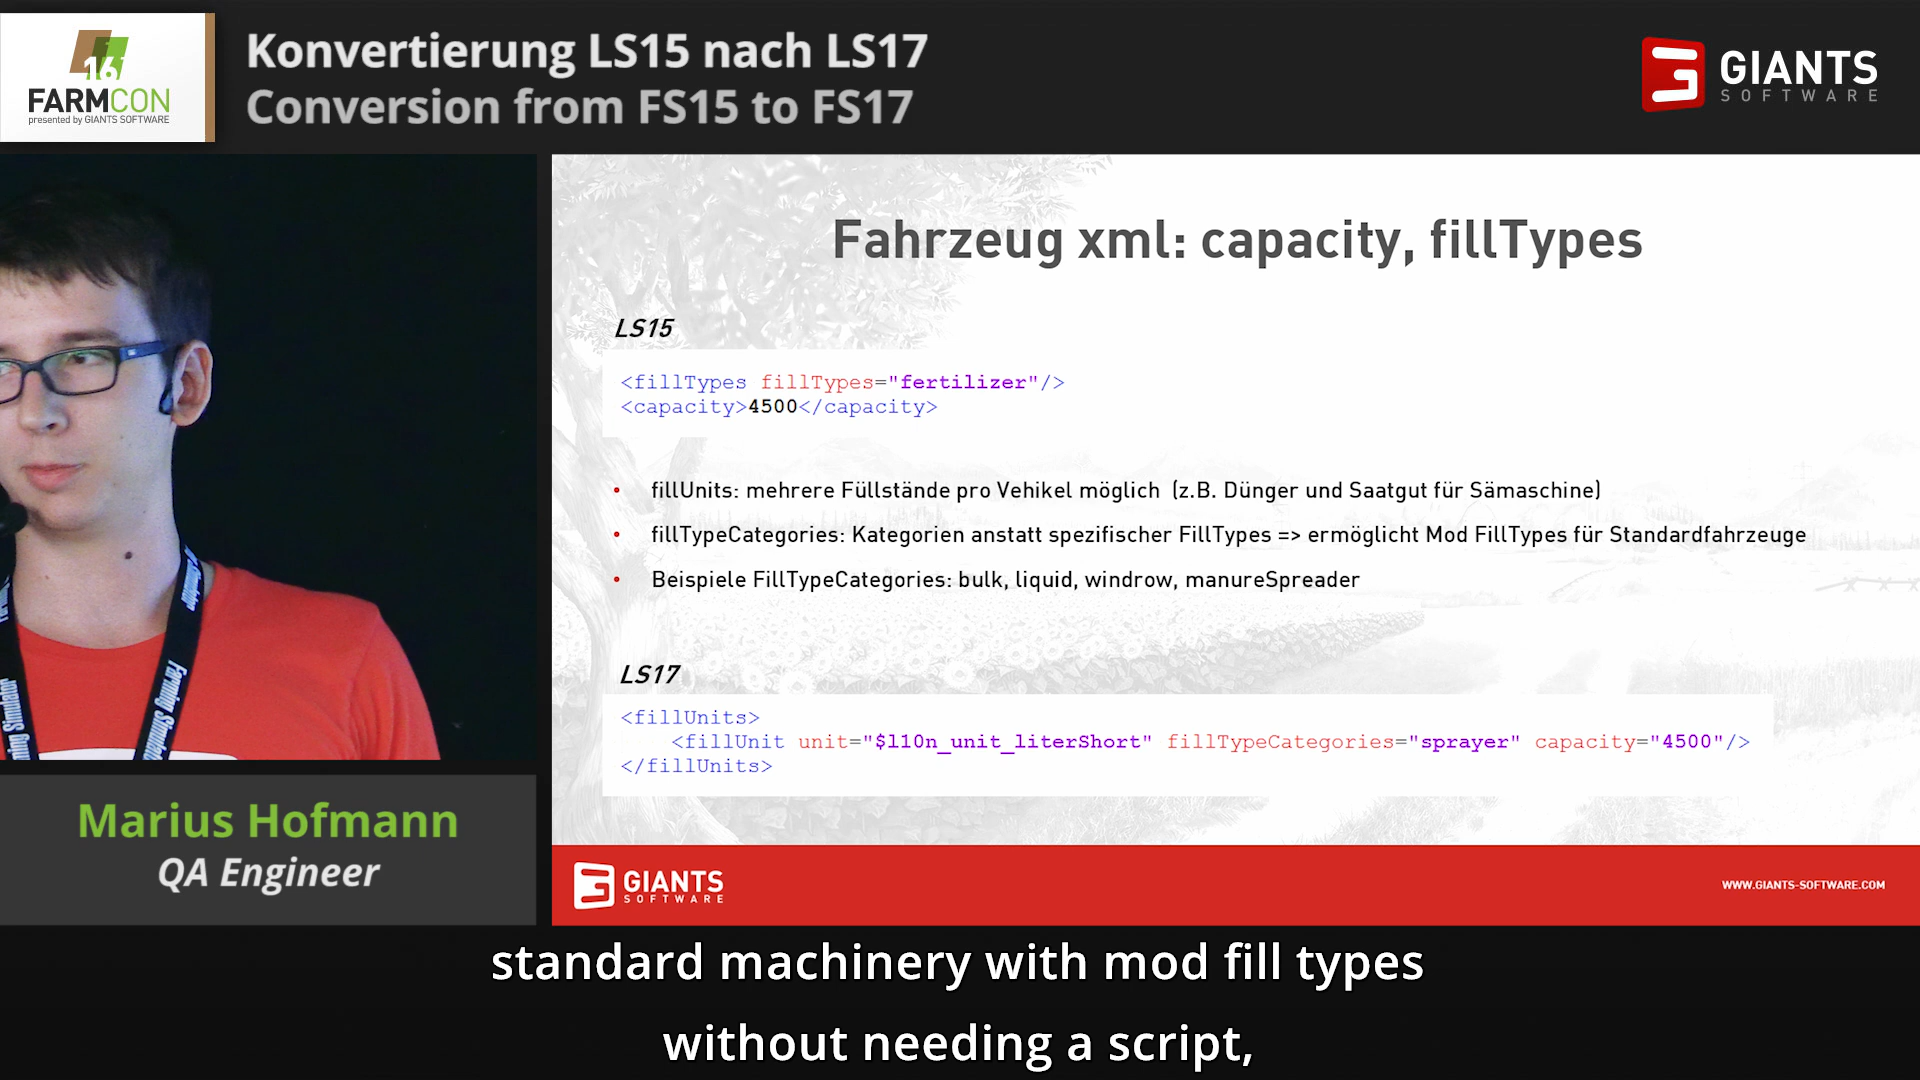 16
FARMCON
presented by GIANTS SOFTWARE
Konvertierung LS15 nach LS17
Conversion from FS15 to FS17
GIANTS
SOFTWARE
Fahrzeug xml: capacity, fillTypes
LS15
<fillTypes fillTypes="fertilizer"/>
<capacity>4500</capacity>
• fillUnits: mehrere Füllstände pro Vehikel möglich (z.B. Dünger und Saatgut für Sämaschine)
• fillTypeCategories: Kategorien anstatt spezifischer FillTypes => ermöglicht Mod FillTypes für Standardfahrzeuge
• Beispiele FillTypeCategories: bulk, liquid, windrow, manureSpreader
LS17
<fillUnits>
<fillUnit unit="$l10n_unit_literShort" fillTypeCategories="sprayer" capacity="4500"/>
</fillUnits>
Farming Simulator
Marius Hofmann
QA Engineer
GIANTS
SOFTWARE
WWW.GIANTS-SOFTWARE.COM
standard machinery with mod fill types
without needing a script,